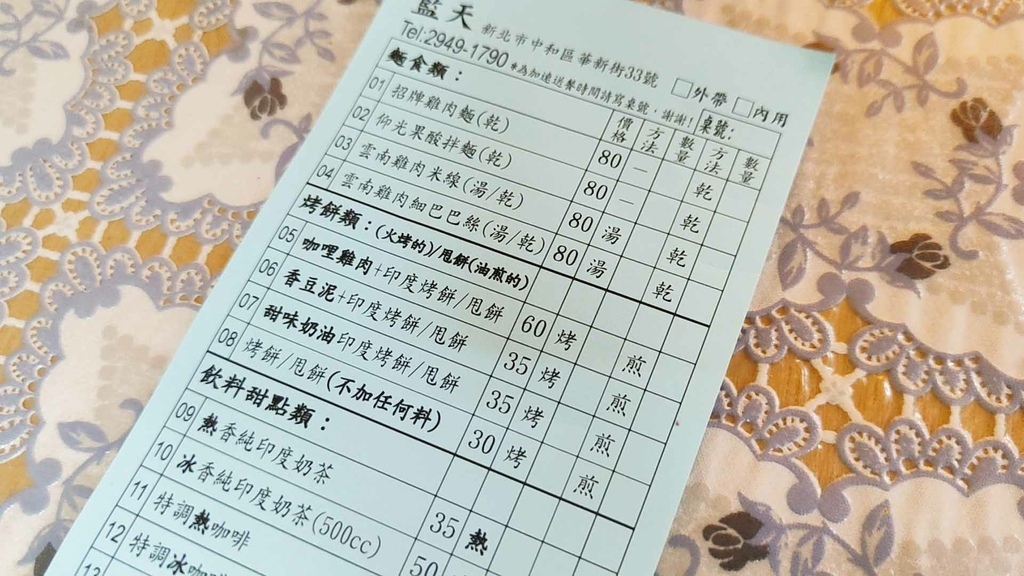 藍天 新北市中和區華新街33號
Tel:2949-1790 *為加速送餐時間請寫桌號,謝謝! □外帶 □內用
麵食類: 價格 方法 數量 桌號: 方法 數量
01 招牌雞肉麵(乾) 80 — 乾
02 仰光果酸拌麵(乾) 80 — 乾
03 雲南雞肉米線(湯/乾) 80 湯 乾
04 雲南雞肉細巴巴絲(湯/乾) 80 湯 乾
烤餅類:(火烤的)/甩餅(油煎的)
05 咖哩雞肉+印度烤餅/甩餅 60 烤 煎
06 香豆泥+印度烤餅/甩餅 35 烤 煎
07 甜味奶油印度烤餅/甩餅 35 烤 煎
08 烤餅/甩餅(不加任何料) 30 烤 煎
飲料甜點類:
09 熱香純印度奶茶 35 熱
10 冰香純印度奶茶(500cc) 50
11 特調熱咖啡
12 特調冰咖
13